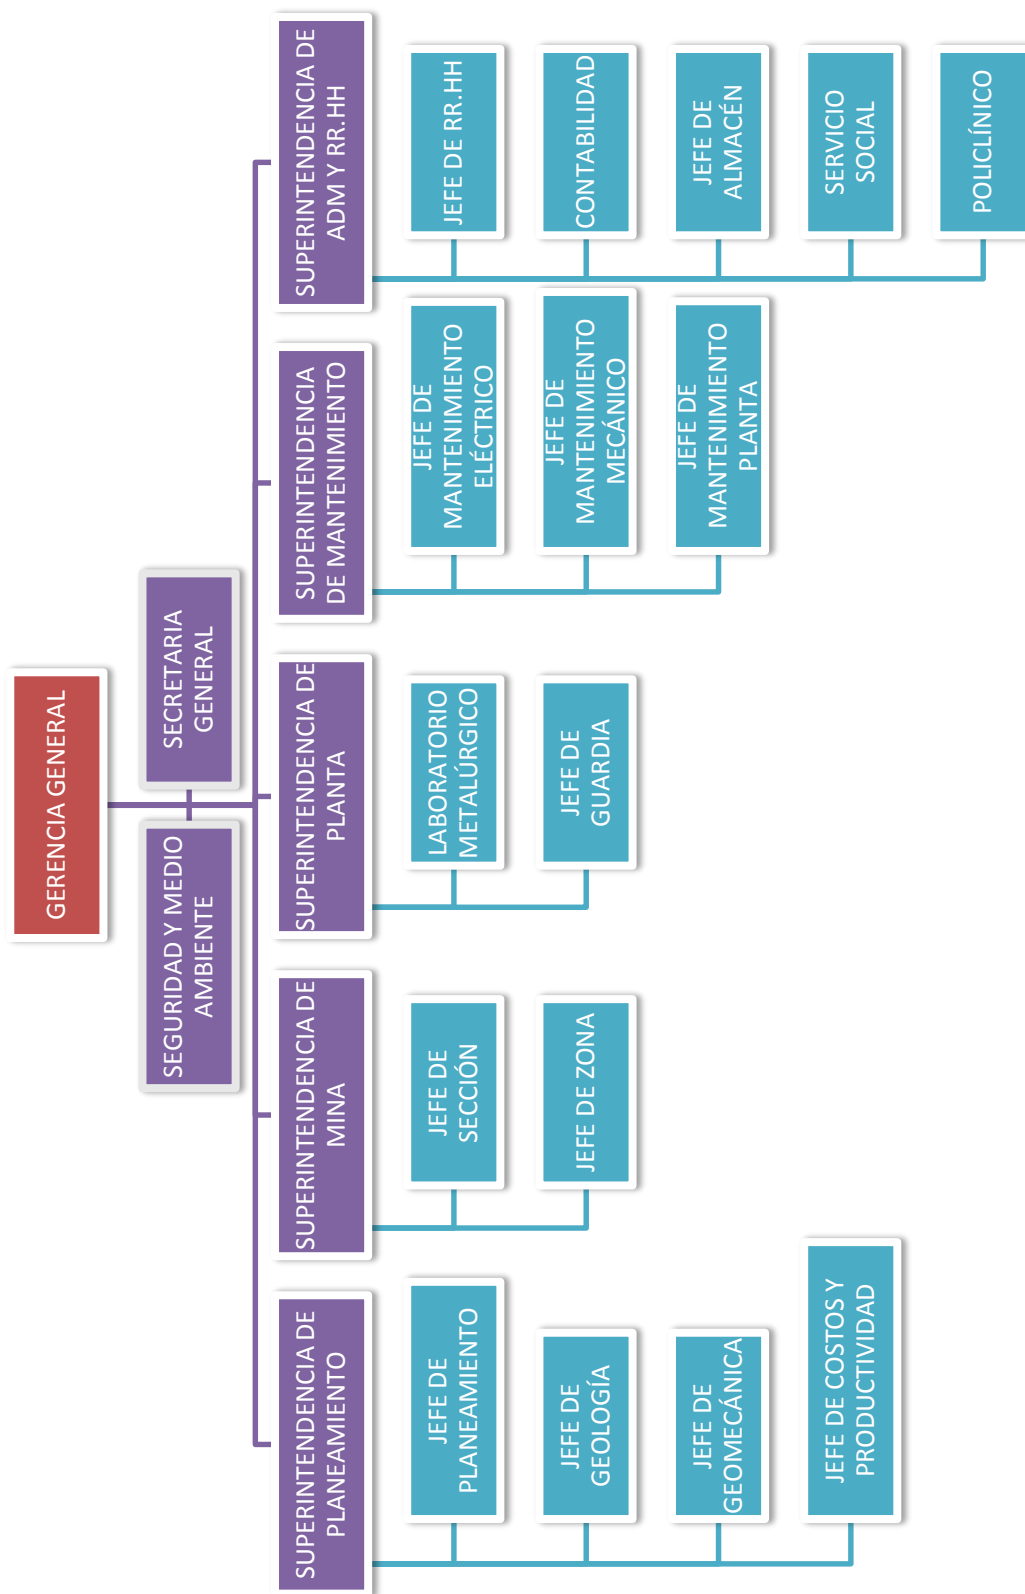 GERENCIA GENERAL
SEGURIDAD Y MEDIO
AMBIENTE
SECRETARIA
GENERAL
SUPERINTENDENCIA DE
PLANEAMIENTO
JEFE DE
PLANEAMIENTO
JEFE DE
GEOLOGÍA
JEFE DE
GEOMECÁNICA
JEFE DE COSTOS Y
PRODUCTIVIDAD
SUPERINTENDENCIA DE
MINA
JEFE DE
SECCIÓN
JEFE DE ZONA
SUPERINTENDENCIA DE
PLANTA
LABORATORIO
METALÚRGICO
JEFE DE
GUARDIA
SUPERINTENDENCIA
DE MANTENIMIENTO
JEFE DE
MANTENIMIENTO
ELÉCTRICO
JEFE DE
MANTENIMIENTO
MECÁNICO
JEFE DE
MANTENIMIENTO
PLANTA
SUPERINTENDENCIA DE
ADM Y RR.HH
JEFE DE RR.HH
CONTABILIDAD
JEFE DE
ALMACÉN
SERVICIO
SOCIAL
POLICLÍNICO